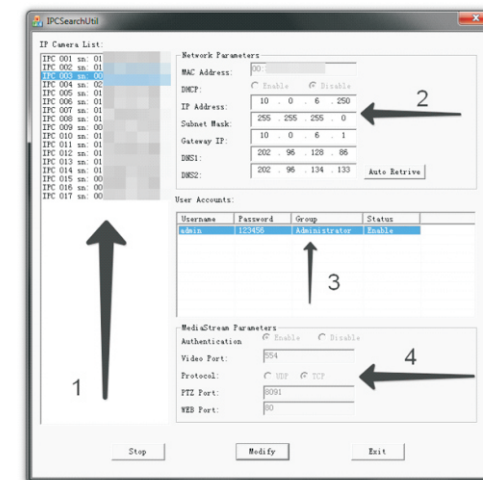 IPCSearchUtil
IP Camera List:
IPC 001 sn: 01
IPC 002 sn: 01
IPC 003 sn: 00
IPC 004 sn: 02
IPC 005 sn: 01
IPC 006 sn: 01
IPC 007 sn: 01
IPC 008 sn: 01
IPC 009 sn: 00
IPC 010 sn: 01
IPC 011 sn: 01
IPC 012 sn: 01
IPC 013 sn: 01
IPC 014 sn: 01
IPC 015 sn: 00
IPC 016 sn: 00
IPC 017 sn: 00
1
Network Parameters
MAC Address: 00:
DHCP: Enable Disable
IP Address: 10 . 0 . 6 . 250
Subnet Mask: 255 . 255 . 255 . 0
Gateway IP: 10 . 0 . 6 . 1
DNS1: 202 . 96 . 128 . 86
DNS2: 202 . 96 . 134 . 133
Auto Retrive
2
User Accounts:
Username Password Group Status
admin 123456 Administrator Enable
3
MediaStream Parameters
Authentication Enable Disable
Video Port: 554
Protocol: UDP TCP
PTZ Port: 8091
WEB Port: 80
4
Stop Modify Exit